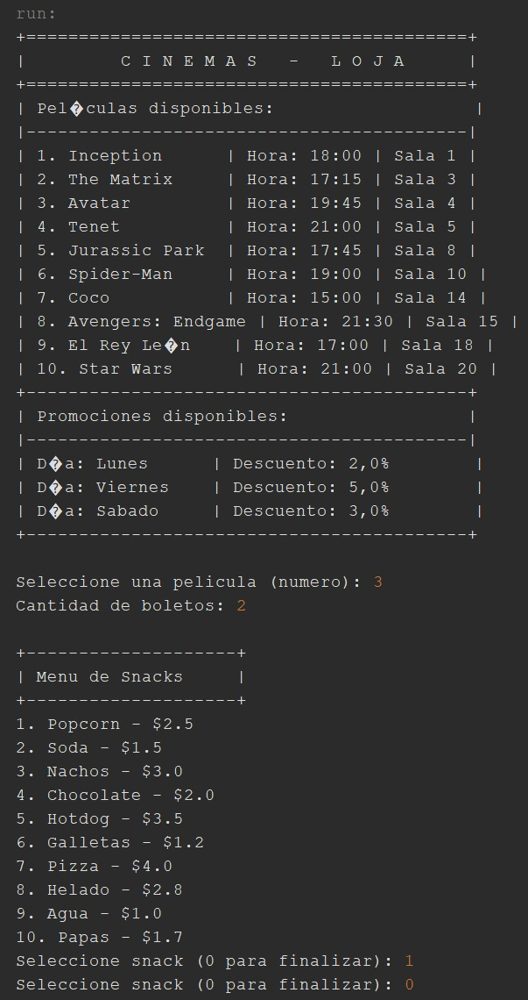 run:
+==========================================+
|         C I N E M A S   -   L O J A      |
+==========================================+
| Pel�culas disponibles:                   |
|------------------------------------------|
| 1. Inception      | Hora: 18:00 | Sala 1 |
| 2. The Matrix     | Hora: 17:15 | Sala 3 |
| 3. Avatar         | Hora: 19:45 | Sala 4 |
| 4. Tenet          | Hora: 21:00 | Sala 5 |
| 5. Jurassic Park  | Hora: 17:45 | Sala 8 |
| 6. Spider-Man     | Hora: 19:00 | Sala 10 |
| 7. Coco           | Hora: 15:00 | Sala 14 |
| 8. Avengers: Endgame | Hora: 21:30 | Sala 15 |
| 9. El Rey Le�n    | Hora: 17:00 | Sala 18 |
| 10. Star Wars      | Hora: 21:00 | Sala 20 |
+------------------------------------------+
| Promociones disponibles:                 |
|------------------------------------------|
| D�a: Lunes      | Descuento: 2,0%        |
| D�a: Viernes    | Descuento: 5,0%        |
| D�a: Sabado     | Descuento: 3,0%        |
+------------------------------------------+
Seleccione una pelicula (numero): 3
Cantidad de boletos: 2
+--------------------+
| Menu de Snacks     |
+--------------------+
1. Popcorn - $2.5
2. Soda - $1.5
3. Nachos - $3.0
4. Chocolate - $2.0
5. Hotdog - $3.5
6. Galletas - $1.2
7. Pizza - $4.0
8. Helado - $2.8
9. Agua - $1.0
10. Papas - $1.7
Seleccione snack (0 para finalizar): 1
Seleccione snack (0 para finalizar): 0